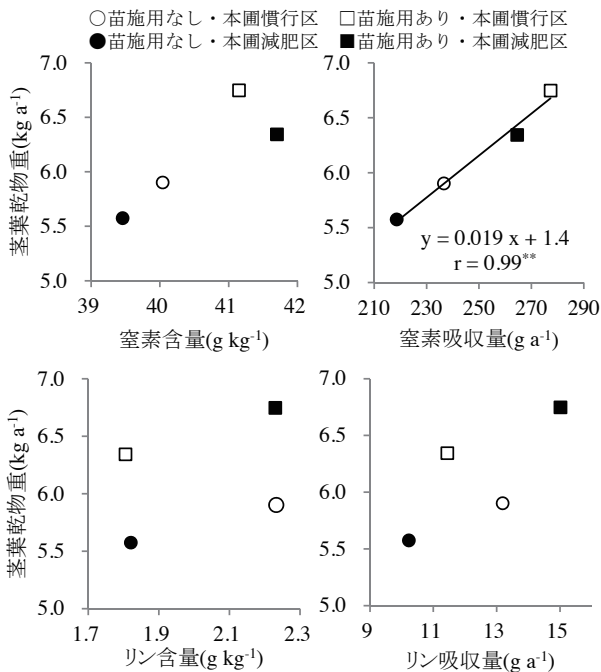 ○苗施用なし・本圃慣行区 □苗施用あり・本圃慣行区
●苗施用なし・本圃減肥区 ■苗施用あり・本圃減肥区
茎葉乾物重(kg a-1)
7.0
6.5
6.0
5.5
5.0
39 40 41 42
窒素含量(g kg-1)
7.0
6.5
6.0
5.5
5.0
y = 0.019 x + 1.4
r = 0.99**
210 230 250 270 290
窒素吸収量(g a-1)
茎葉乾物重(kg a-1)
7.0
6.5
6.0
5.5
5.0
1.7 1.9 2.1 2.3
リン含量(g kg-1)
7.0
6.5
6.0
5.5
5.0
9 11 13 15
リン吸収量(g a-1)